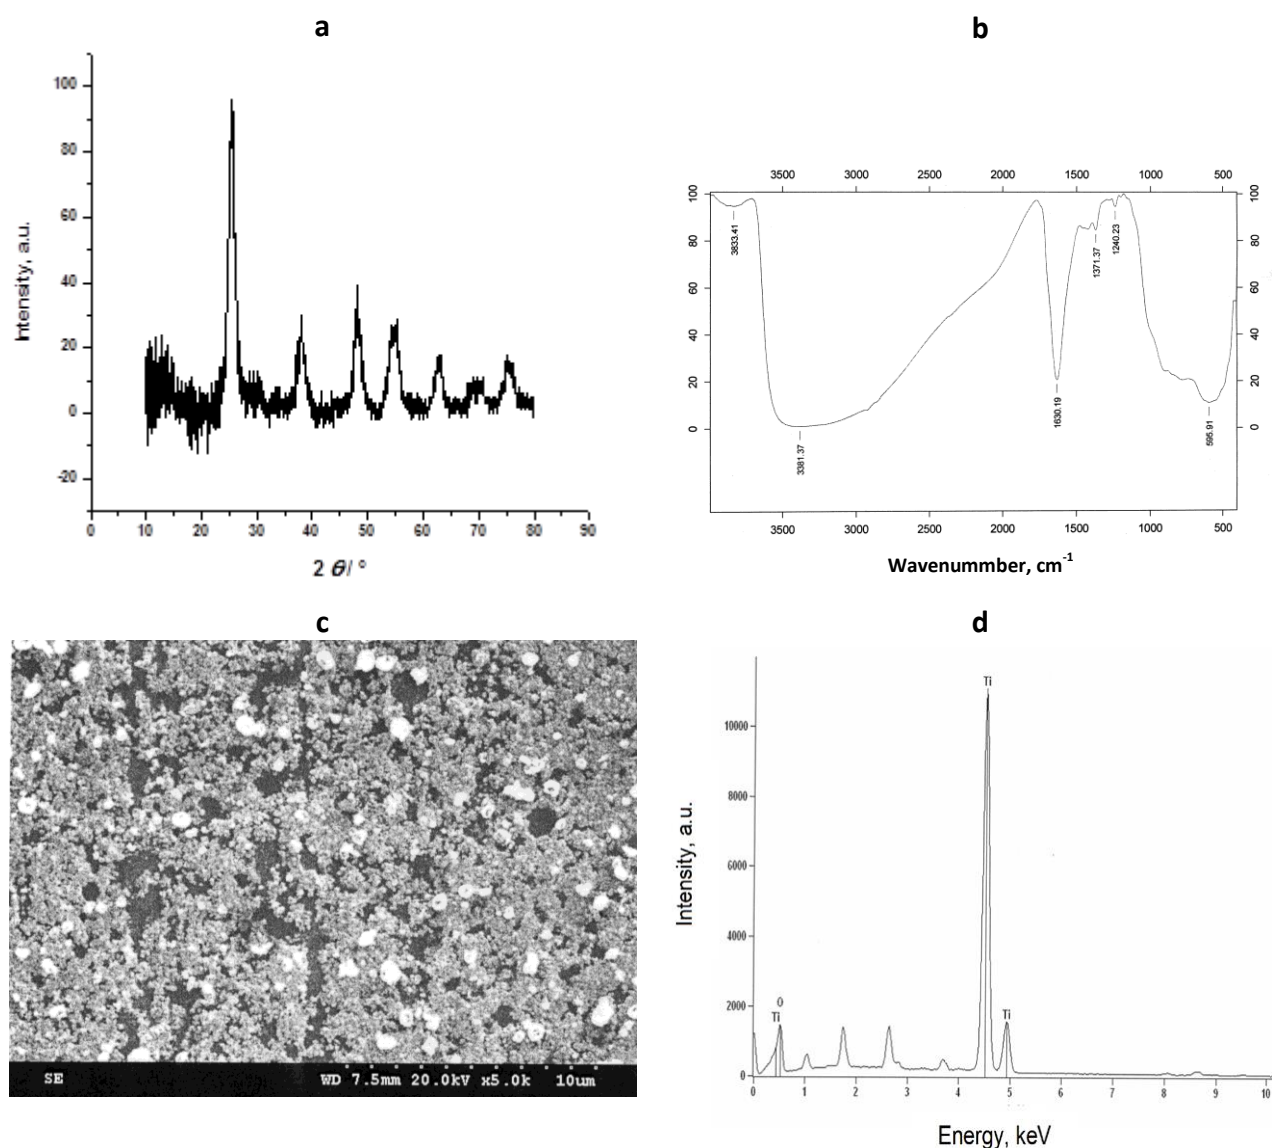 a
Intensity, a.u.
100
80
60
40
20
0
-20
0 10 20 30 40 50 60 70 80 90
2 Θ/ °
b
3500 3000 2500 2000 1500 1000 500
100 80 60 40 20 0
100 80 60 40 20 0
3833.41
3381.37
1630.19
1371.37
1240.23
595.91
3500 3000 2500 2000 1500 1000 500
Wavenummber, cm-1
c
SE WD 7.5mm 20.0kV x5.0k 10um
d
Intensity, a.u.
Ti
10000
8000
6000
4000
2000
0
O
Ti
Ti
0 1 2 3 4 5 6 7 8 9 10
Energy, keV